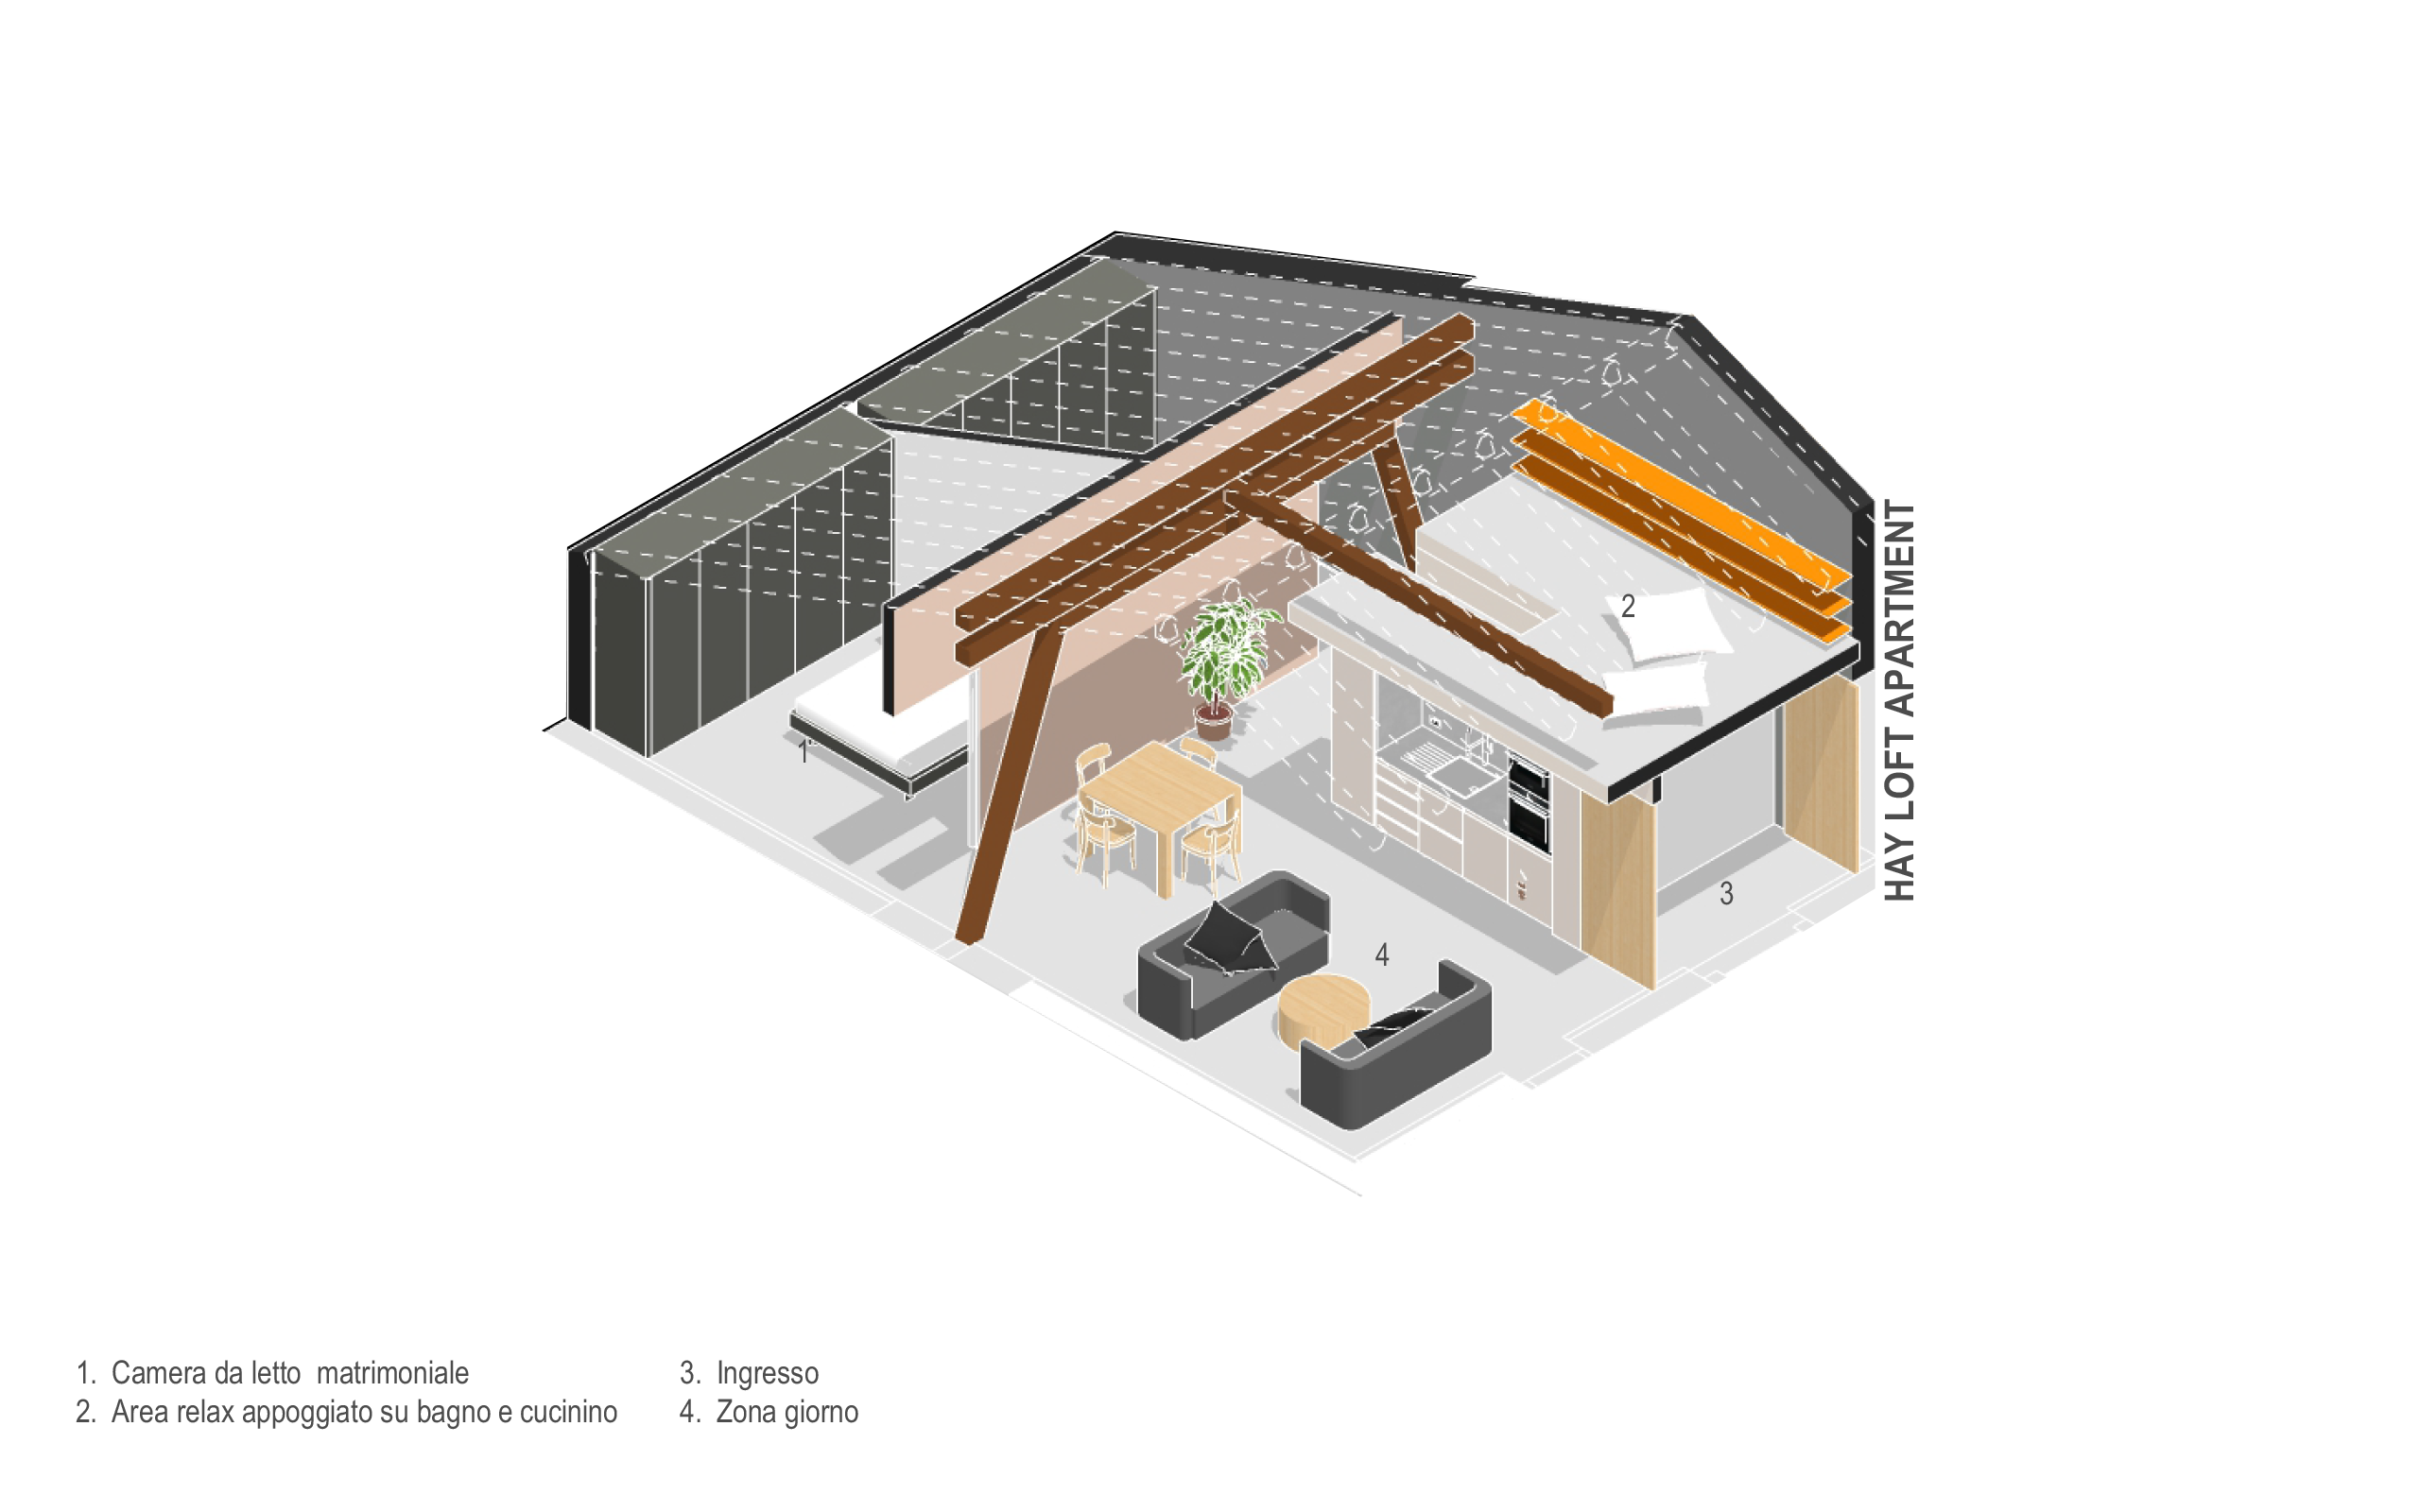 2
HAY LOFT APARTMENT
1
3
4
1. Camera da letto  matrimoniale
2. Area relax appoggiato su bagno e cucinino
3. Ingresso
4. Zona giorno